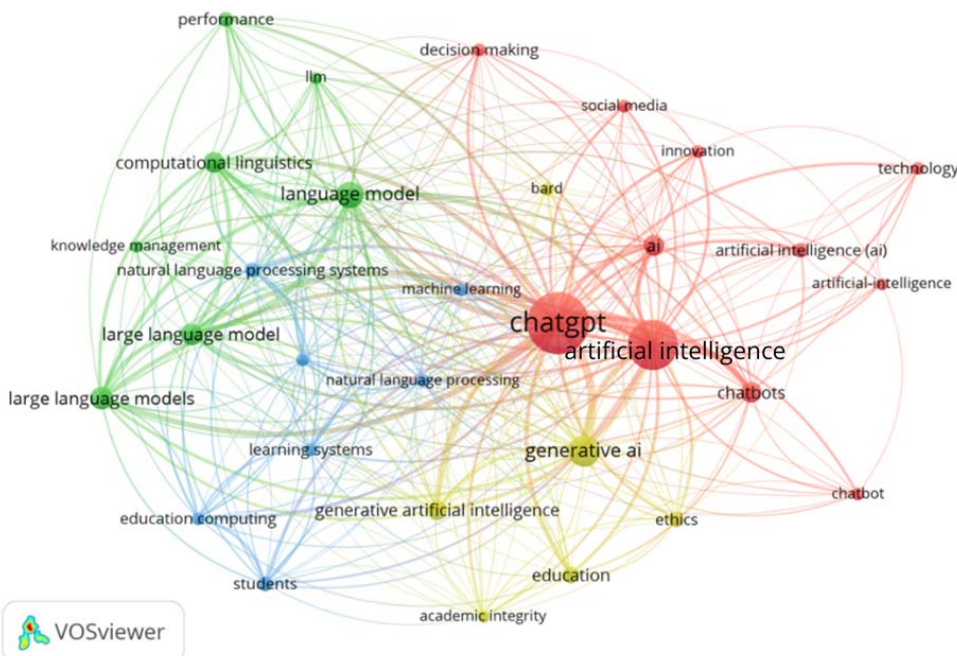 performance
decision making
llm
social media
innovation
computational linguistics
technology
language model
bard
knowledge management
ai
artificial intelligence (ai)
natural language processing systems
artificial-intelligence
machine learning
chatgpt
large language model
artificial intelligence
natural language processing
chatbots
large language models
learning systems
generative ai
chatbot
generative artificial intelligence
education computing
ethics
education
students
academic integrity
VOSviewer